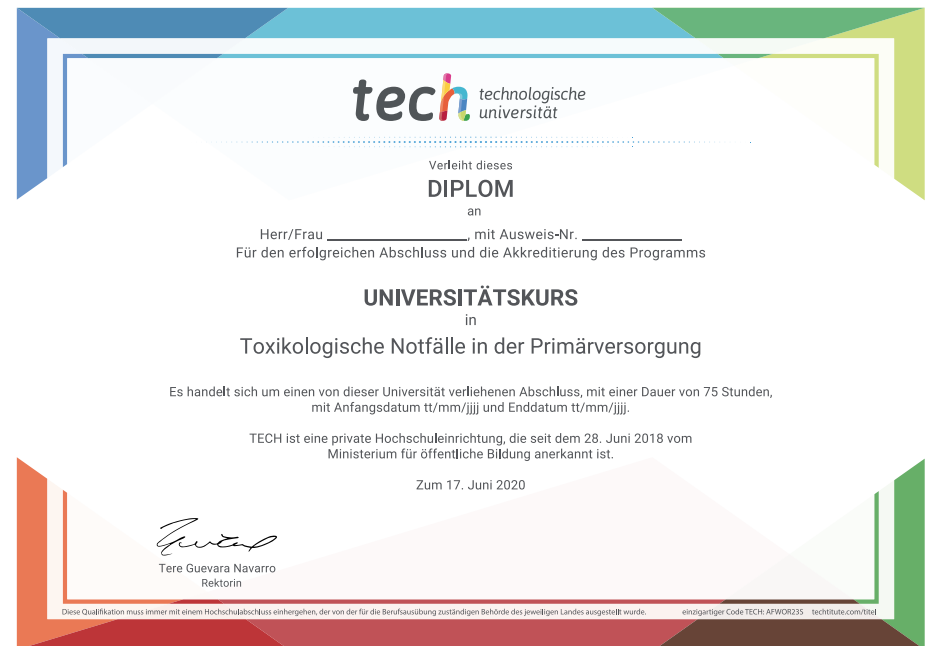 tech technologische
universität
Verleiht dieses
DIPLOM
an
Herr/Frau ________________, mit Ausweis-Nr. ____________
Für den erfolgreichen Abschluss und die Akkreditierung des Programms
UNIVERSITÄTSKURS
in
Toxikologische Notfälle in der Primärversorgung
Es handelt sich um einen von dieser Universität verliehenen Abschluss, mit einer Dauer von 75 Stunden,
mit Anfangsdatum tt/mm/jjjj und Enddatum tt/mm/jjjj.
TECH ist eine private Hochschuleinrichtung, die seit dem 28. Juni 2018 vom
Ministerium für öffentliche Bildung anerkannt ist.
Zum 17. Juni 2020
Tere Guevara Navarro
Rektorin
Diese Qualifikation muss immer mit einem Hochschulabschluss einhergehen, der von der für die Berufsausübung zuständigen Behörde des jeweiligen Landes ausgestellt wurde. einzigartiger Code TECH: AFWOR23S techtitute.com/titel